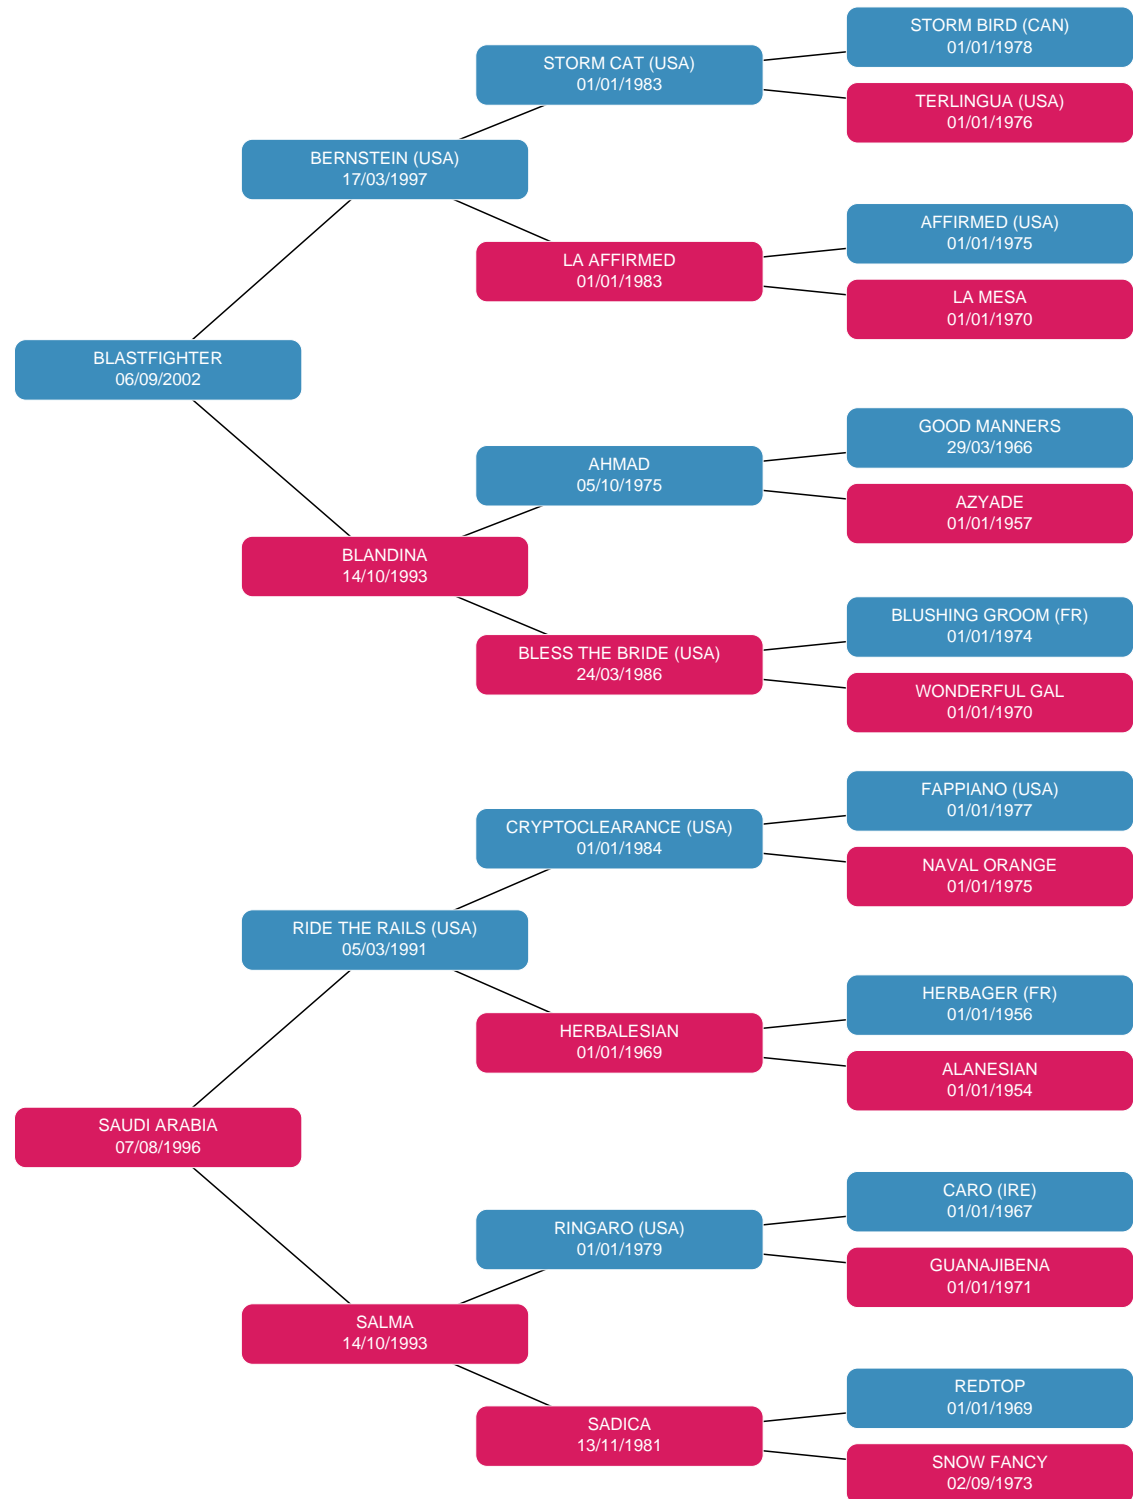 STORM BIRD (CAN)
01/01/1978
STORM CAT (USA)
01/01/1983
TERLINGUA (USA)
01/01/1976
BERNSTEIN (USA)
17/03/1997
AFFIRMED (USA)
01/01/1975
LA AFFIRMED
01/01/1983
LA MESA
01/01/1970
BLASTFIGHTER
06/09/2002
GOOD MANNERS
29/03/1966
AHMAD
05/10/1975
AZYADE
01/01/1957
BLANDINA
14/10/1993
BLUSHING GROOM (FR)
01/01/1974
BLESS THE BRIDE (USA)
24/03/1986
WONDERFUL GAL
01/01/1970
FAPPIANO (USA)
01/01/1977
CRYPTOCLEARANCE (USA)
01/01/1984
NAVAL ORANGE
01/01/1975
RIDE THE RAILS (USA)
05/03/1991
HERBAGER (FR)
01/01/1956
HERBALESIAN
01/01/1969
ALANESIAN
01/01/1954
SAUDI ARABIA
07/08/1996
CARO (IRE)
01/01/1967
RINGARO (USA)
01/01/1979
GUANAJIBENA
01/01/1971
SALMA
14/10/1993
REDTOP
01/01/1969
SADICA
13/11/1981
SNOW FANCY
02/09/1973